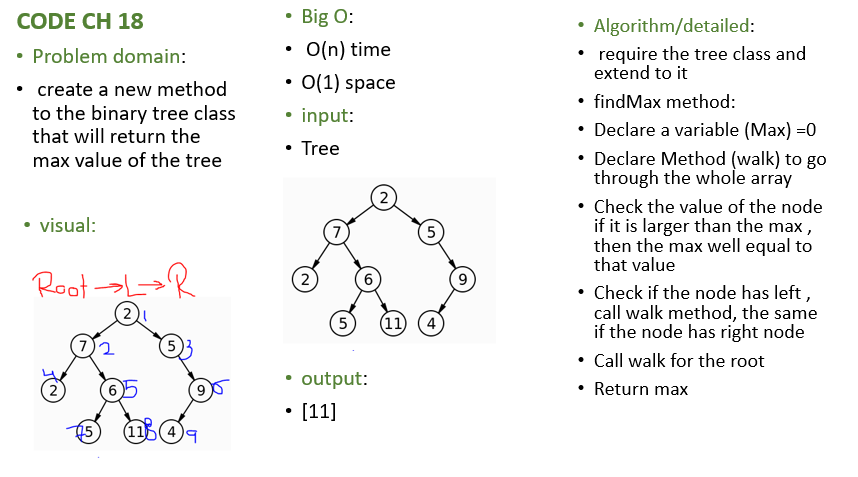 CODE CH 18
• Problem domain:
• create a new method
to the binary tree class
that will return the
max value of the tree
• visual:
Root → L → R
2 1
7 2
5 3
2 4
6 5
9 6
5 7
11 8
4 9
• Big O:
• O(n) time
• O(1) space
• input:
• Tree
2
7 5
2 6 9
5 11 4
• output:
• [11]
• Algorithm/detailed:
• require the tree class and
extend to it
• findMax method:
• Declare a variable (Max) =0
• Declare Method (walk) to go
through the whole array
• Check the value of the node
if it is larger than the max ,
then the max well equal to
that value
• Check if the node has left ,
call walk method, the same
if the node has right node
• Call walk for the root
• Return max